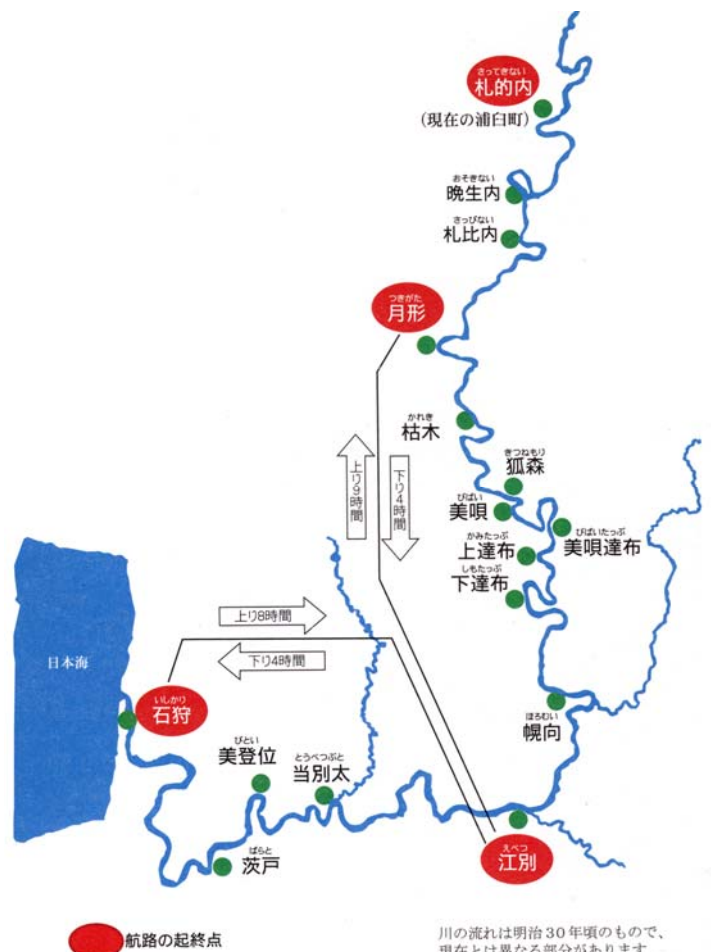 さってきない
札的内
(現在の浦臼町)
おそきない
晩生内
さっぴない
札比内
つきがた
月形
かれき
枯木
きつねもり
狐森
びばい
美唄
びばいたっぷ
美唄達布
かみたっぷ
上達布
しもたっぷ
下達布
上り9時間
下り4時間
上り8時間
下り4時間
日本海
いしかり
石狩
びとい
美登位
とうべつぶと
当別太
ほろむい
幌向
ばらと
茨戸
えべつ
江別
航路の起終点
川の流れは明治30年頃のもので、
現在とは異なる部分があります